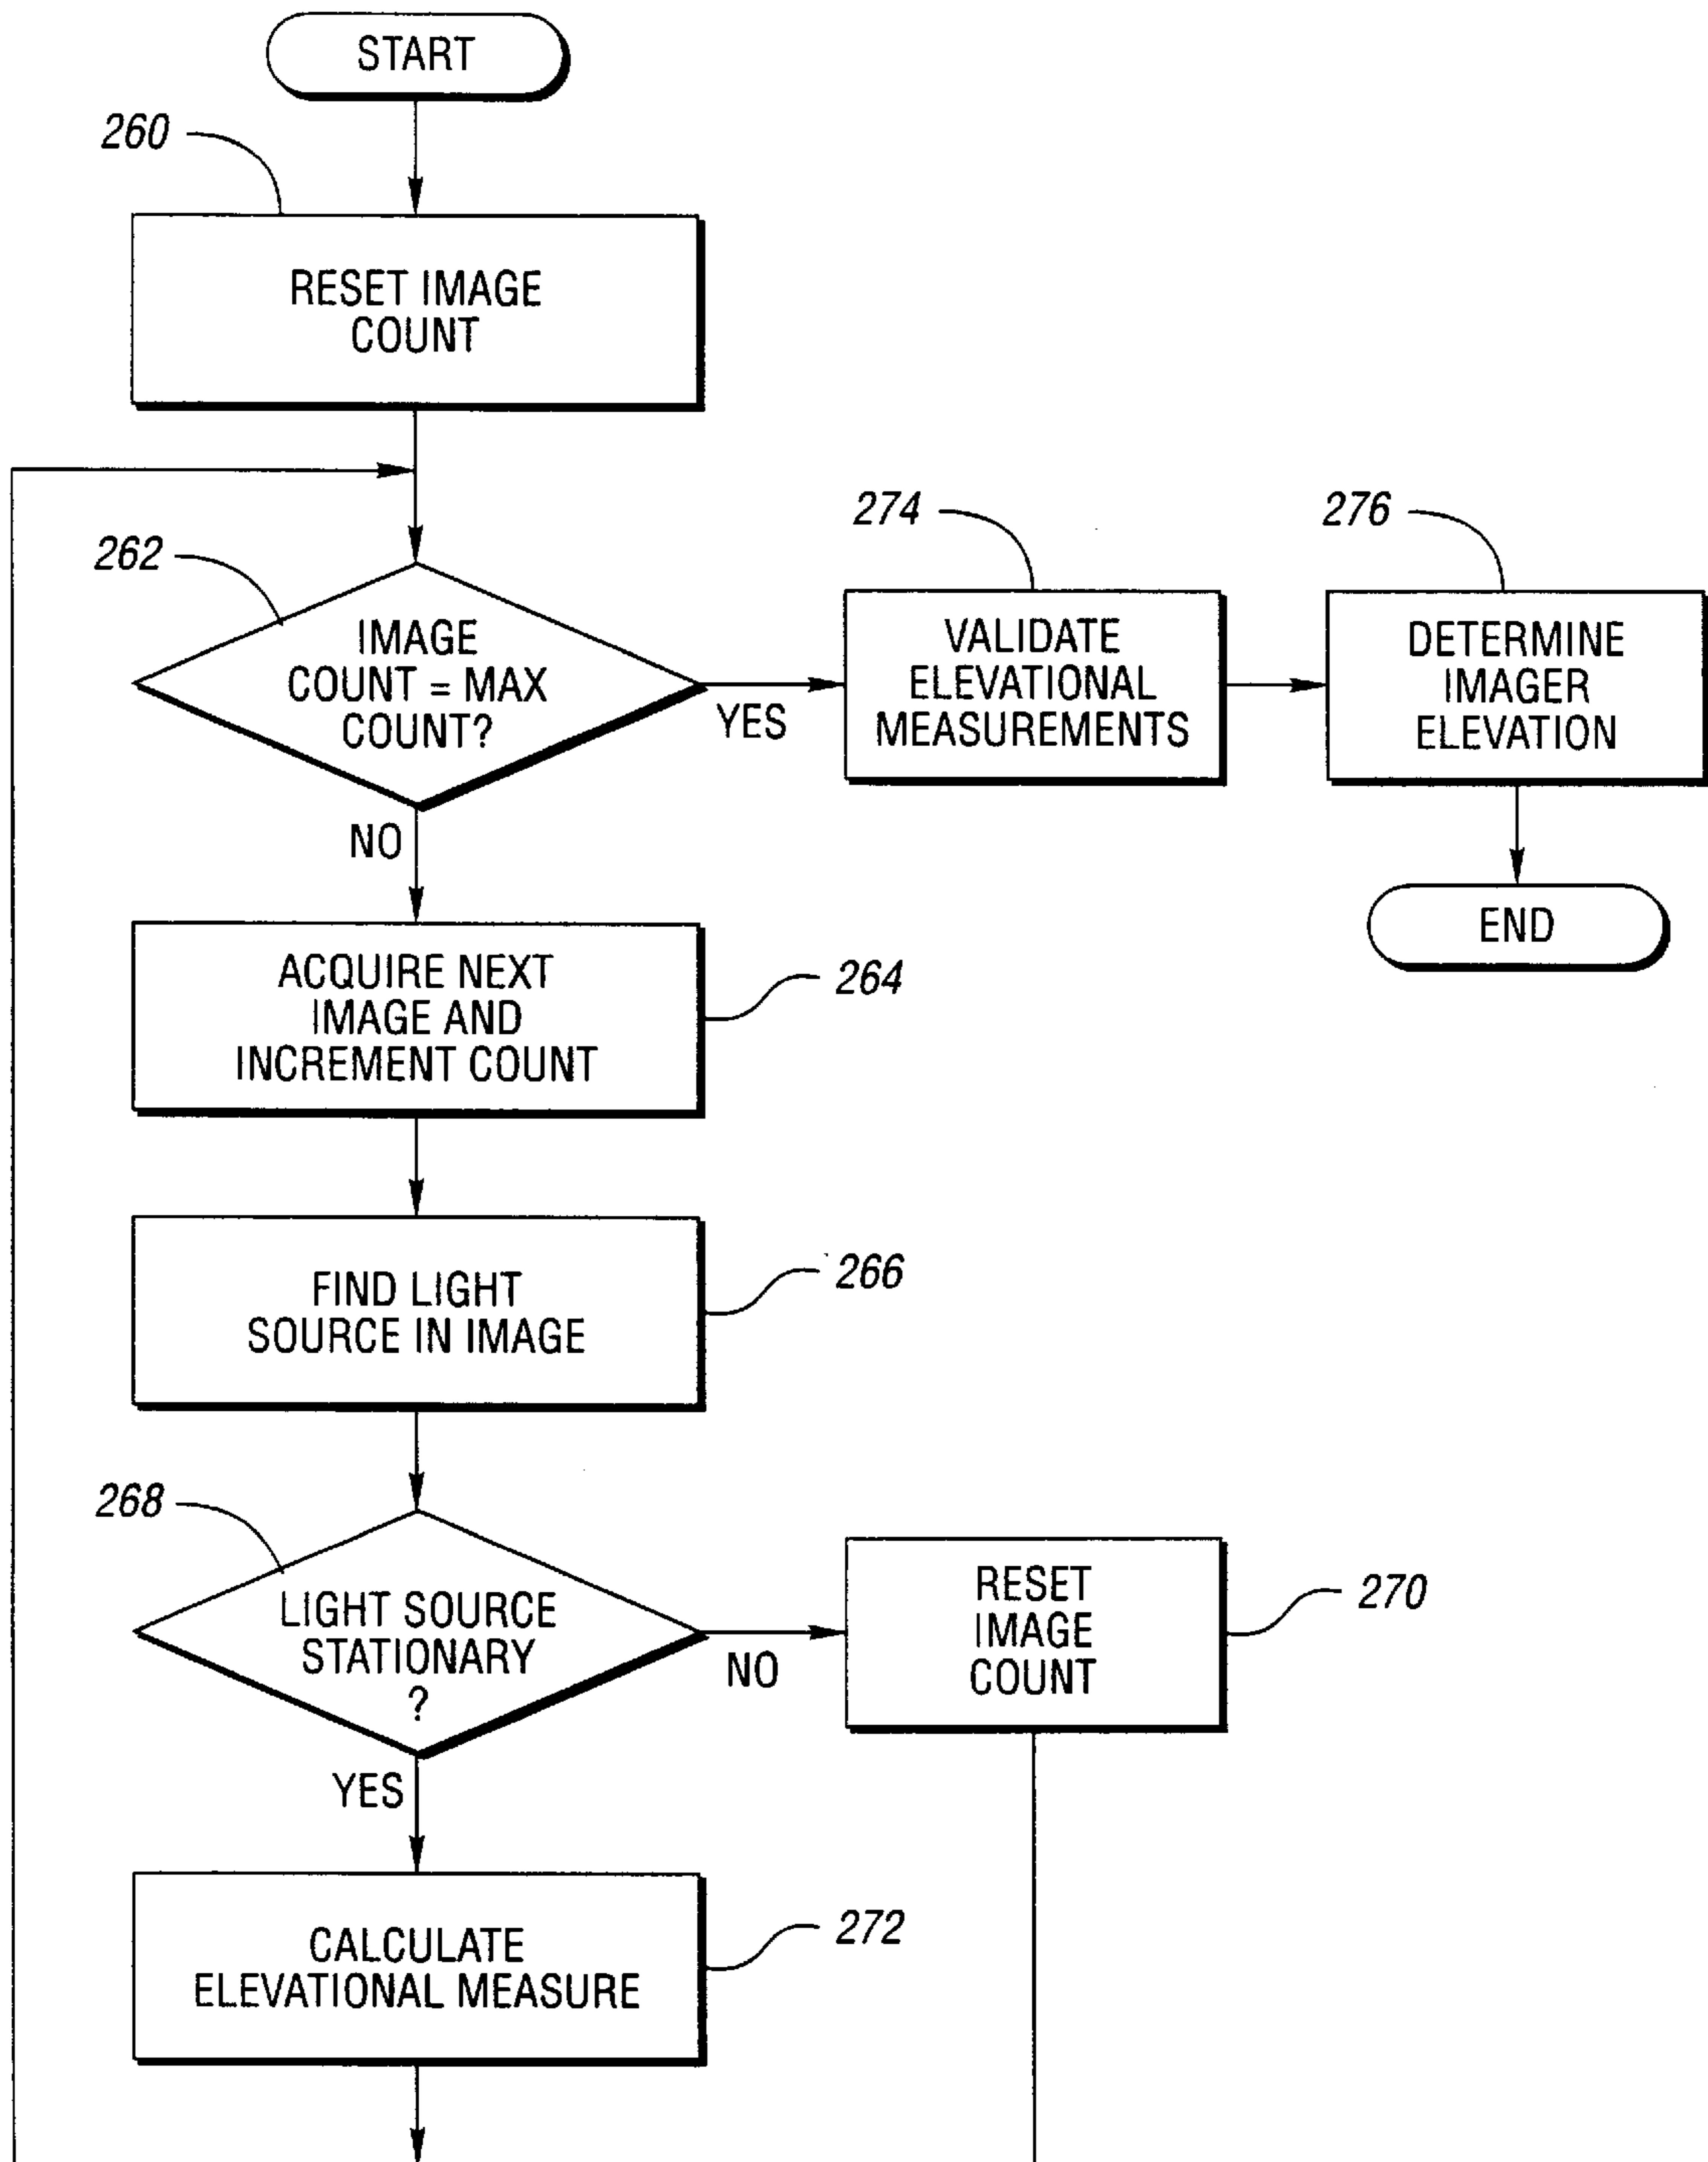 START
260
RESET IMAGE
COUNT
262
IMAGE
COUNT = MAX
COUNT?
YES
NO
274
VALIDATE
ELEVATIONAL
MEASUREMENTS
276
DETERMINE
IMAGER
ELEVATION
END
ACQUIRE NEXT
IMAGE AND
INCREMENT COUNT
264
FIND LIGHT
SOURCE IN IMAGE
266
268
LIGHT SOURCE
STATIONARY
?
NO
YES
RESET
IMAGE
COUNT
270
CALCULATE
ELEVATIONAL MEASURE
272